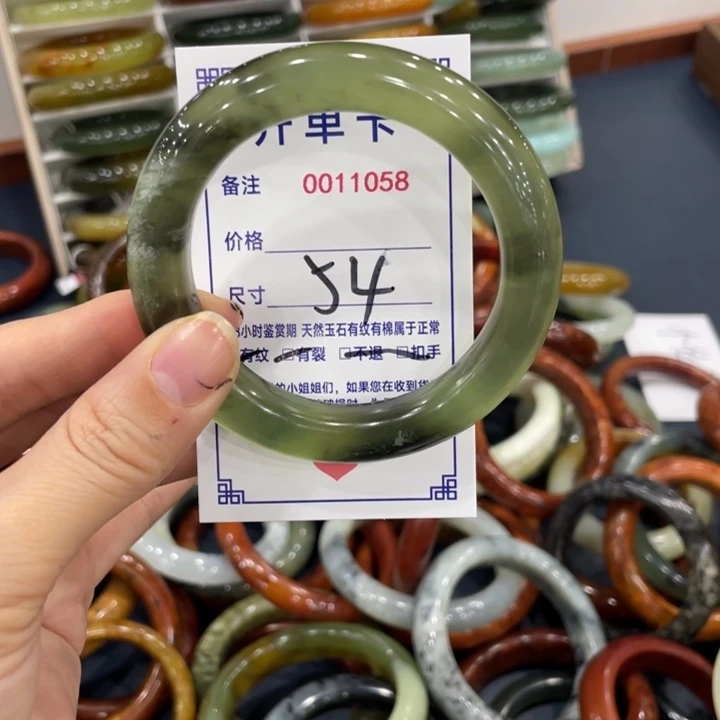 开单卡
备注 0011058
价格
尺寸 54
小时鉴赏期 天然玉石有纹有棉属于正常
有纹 □有裂 □不退 □扣手
的小姐姐们，如果您在收到货